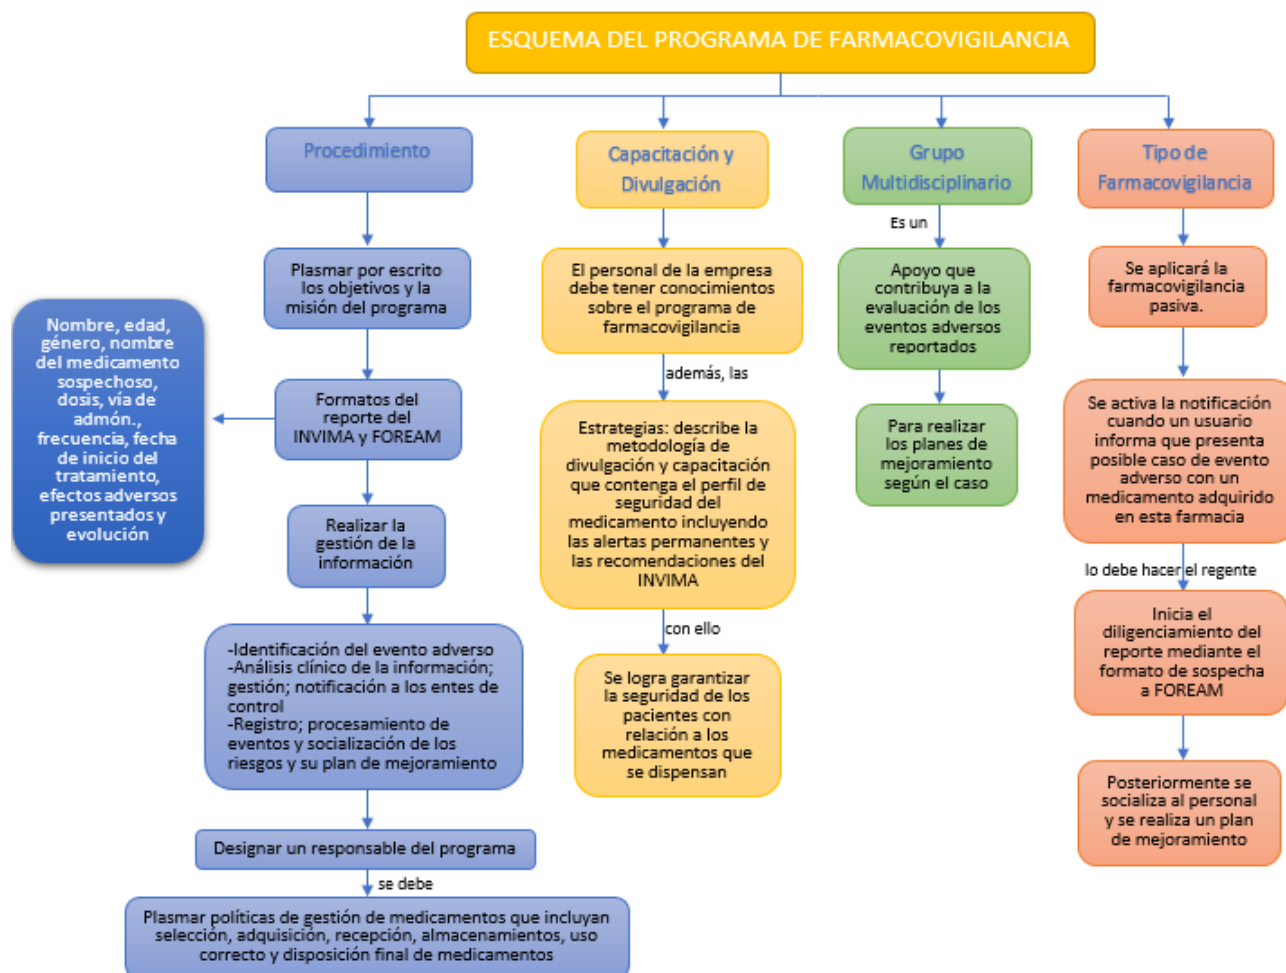 ESQUEMA DEL PROGRAMA DE FARMACOVIGILANCIA
Procedimiento
Plasmar por escrito
los objetivos y la
misión del programa
Formatos del
reporte del
INVIMA y FOREAM
Nombre, edad,
género, nombre
del medicamento
sospechoso,
dosis, vía de
admón.,
frecuencia, fecha
de inicio del
tratamiento,
efectos adversos
presentados y
evolución
Realizar la
gestión de la
información
-Identificación del evento adverso
-Análisis clínico de la información;
gestión; notificación a los entes de
control
-Registro; procesamiento de
eventos y socialización de los
riesgos y su plan de mejoramiento
Designar un responsable del programa
se debe
Plasmar políticas de gestión de medicamentos que incluyan
selección, adquisición, recepción, almacenamientos, uso
correcto y disposición final de medicamentos
Capacitación y
Divulgación
El personal de la empresa
debe tener conocimientos
sobre el programa de
farmacovigilancia
además, las
Estrategias: describe la
metodología de
divulgación y capacitación
que contenga el perfil de
seguridad del
medicamento incluyendo
las alertas permanentes y
las recomendaciones del
INVIMA
con ello
Se logra garantizar
la seguridad de los
pacientes con
relación a los
medicamentos que
se dispensan
Grupo
Multidisciplinario
Es un
Apoyo que
contribuya a la
evaluación de los
eventos adversos
reportados
Para realizar
los planes de
mejoramiento
según el caso
Tipo de
Farmacovigilancia
Se aplicará la
farmacovigilancia
pasiva.
Se activa la notificación
cuando un usuario
informa que presenta
posible caso de evento
adverso con un
medicamento adquirido
en esta farmacia
lo debe hacer el regente
Inicia el
diligenciamiento del
reporte mediante el
formato de sospecha
a FOREAM
Posteriormente se
socializa al personal
y se realiza un plan
de mejoramiento